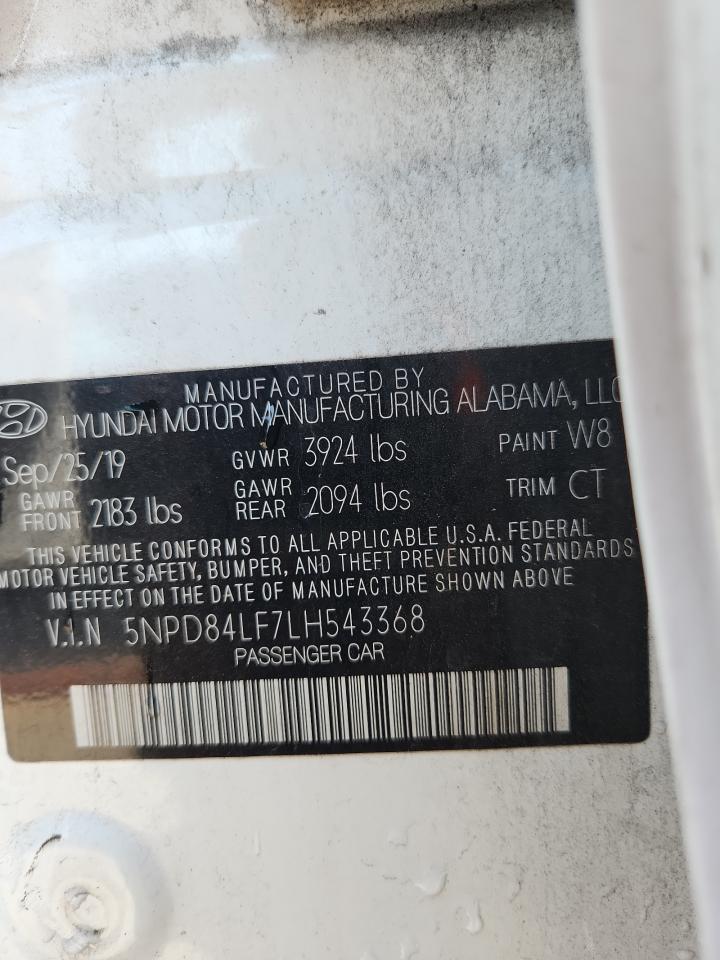 MANUFACTURED BY
HYUNDAI MOTOR MANUFACTURING ALABAMA, LLC
Sep/25/19 GVWR 3924 lbs PAINT W8
GAWR FRONT 2183 lbs GAWR REAR 2094 lbs TRIM CT
THIS VEHICLE CONFORMS TO ALL APPLICABLE U.S.A. FEDERAL
MOTOR VEHICLE SAFETY, BUMPER, AND THEFT PREVENTION STANDARDS
IN EFFECT ON THE DATE OF MANUFACTURE SHOWN ABOVE
V.I.N 5NPD84LF7LH543368
PASSENGER CAR